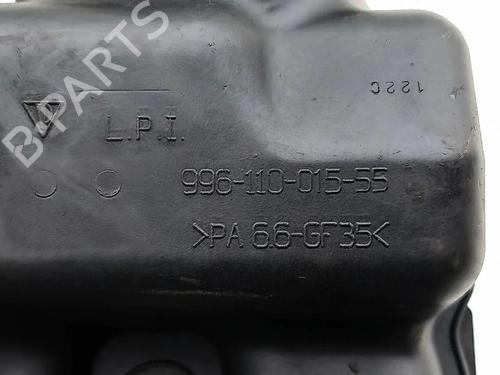 B-PARTS
122C
L.P.I.
996-110-015-55
>PA 6.6-GF35<